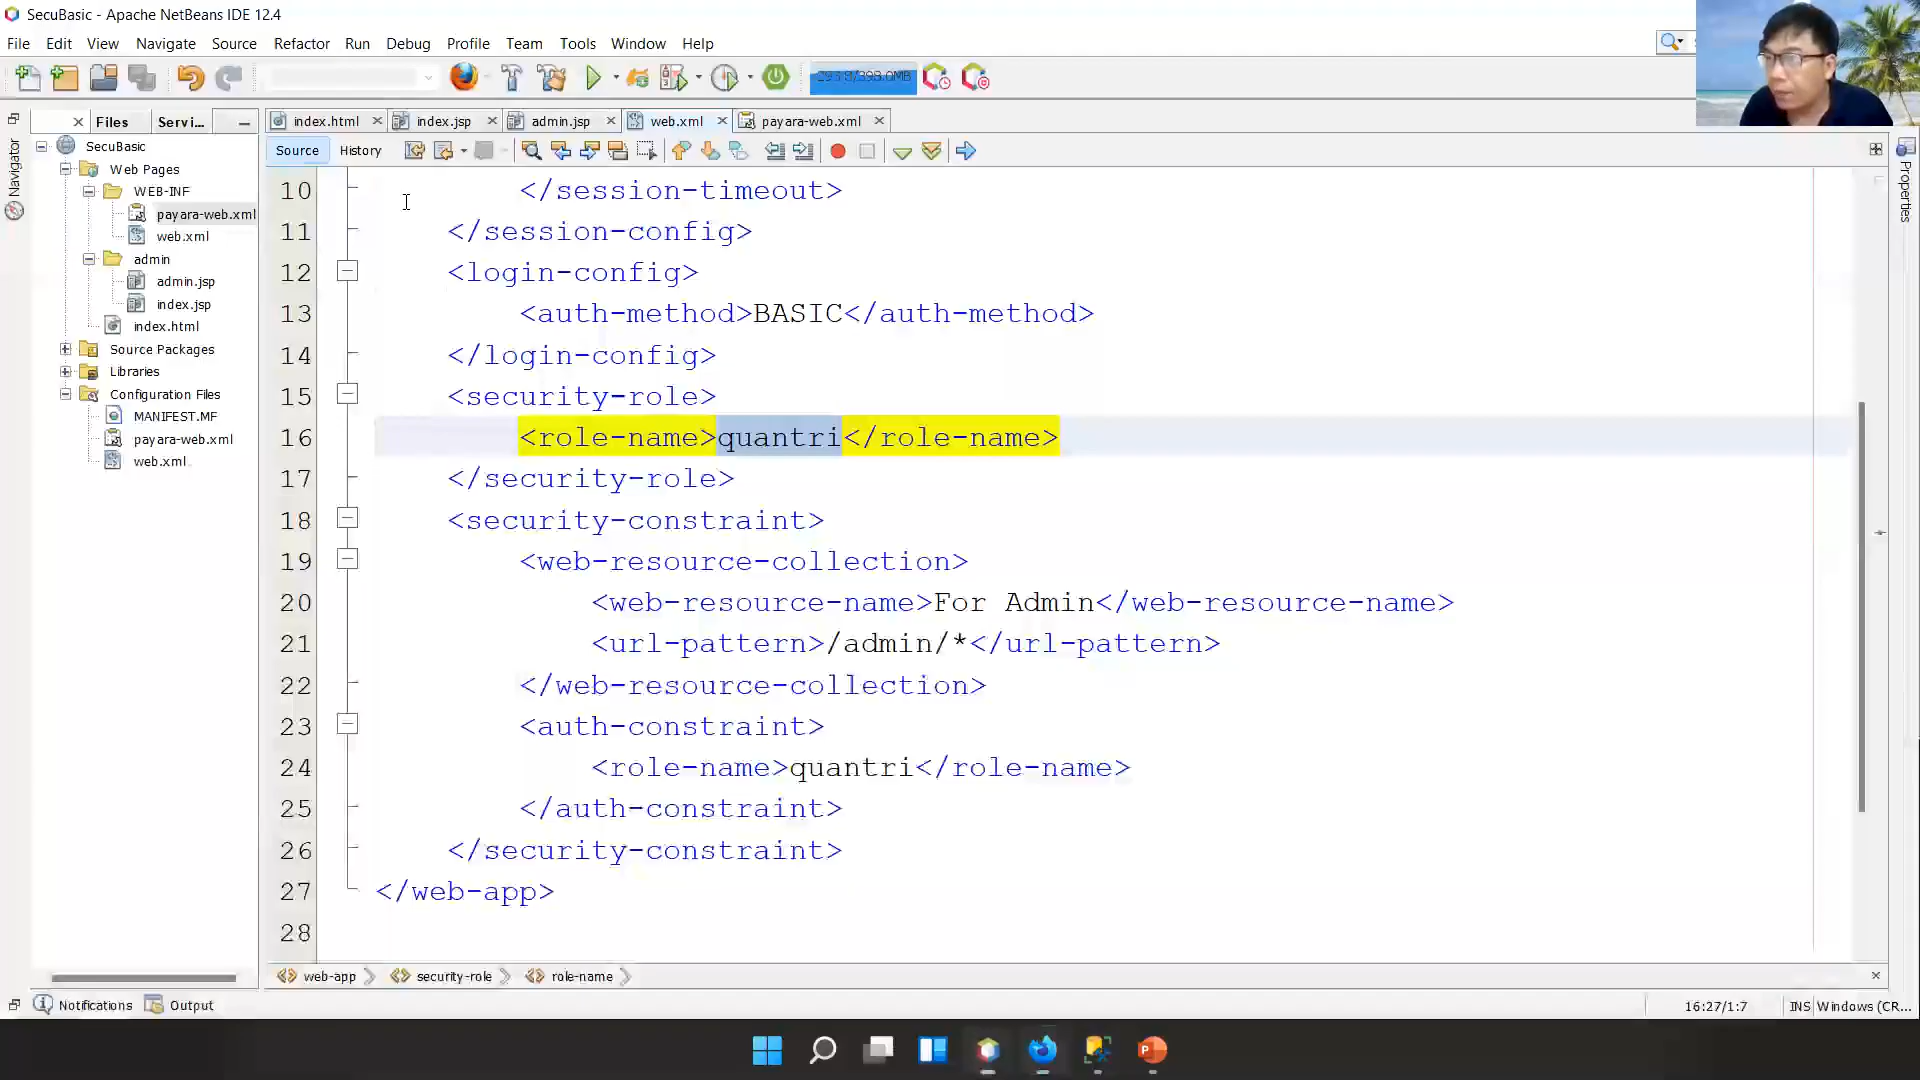 SecuBasic - Apache NetBeans IDE 12.4
File Edit View Navigate Source Refactor Run Debug Profile Team Tools Window Help
Files Servi...
index.html index.jsp admin.jsp web.xml payara-web.xml
Source History
Navigator
Properties
SecuBasic
Web Pages
WEB-INF
payara-web.xml
web.xml
admin
admin.jsp
index.jsp
index.html
Source Packages
Libraries
Configuration Files
MANIFEST.MF
payara-web.xml
web.xml
10 </session-timeout>
11 </session-config>
12 <login-config>
13 <auth-method>BASIC</auth-method>
14 </login-config>
15 <security-role>
16 <role-name>quantri</role-name>
17 </security-role>
18 <security-constraint>
19 <web-resource-collection>
20 <web-resource-name>For Admin</web-resource-name>
21 <url-pattern>/admin/*</url-pattern>
22 </web-resource-collection>
23 <auth-constraint>
24 <role-name>quantri</role-name>
25 </auth-constraint>
26 </security-constraint>
27 </web-app>
28
web-app security-role role-name
Notifications Output
16:27/1:7 INS Windows (CR...